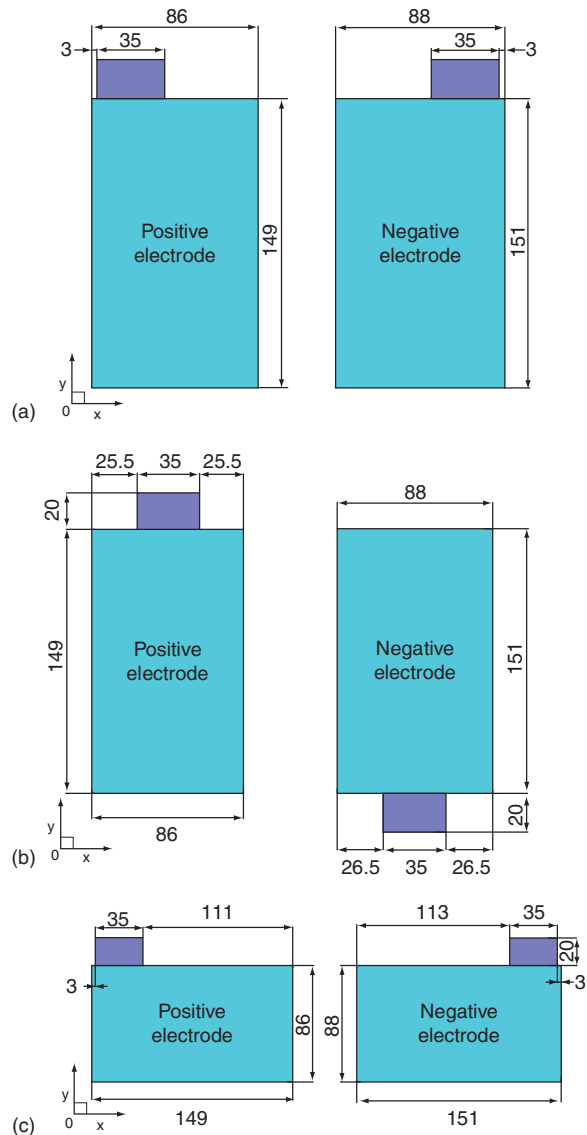 86
3
35
Positive
electrode
149
88
35
3
Negative
electrode
151
y
0
x
(a)
25.5
35
25.5
20
149
Positive
electrode
86
88
Negative
electrode
151
20
26.5
35
26.5
y
0
x
(b)
35
111
3
Positive
electrode
86
149
113
35
20
3
88
Negative
electrode
151
y
0
x
(c)